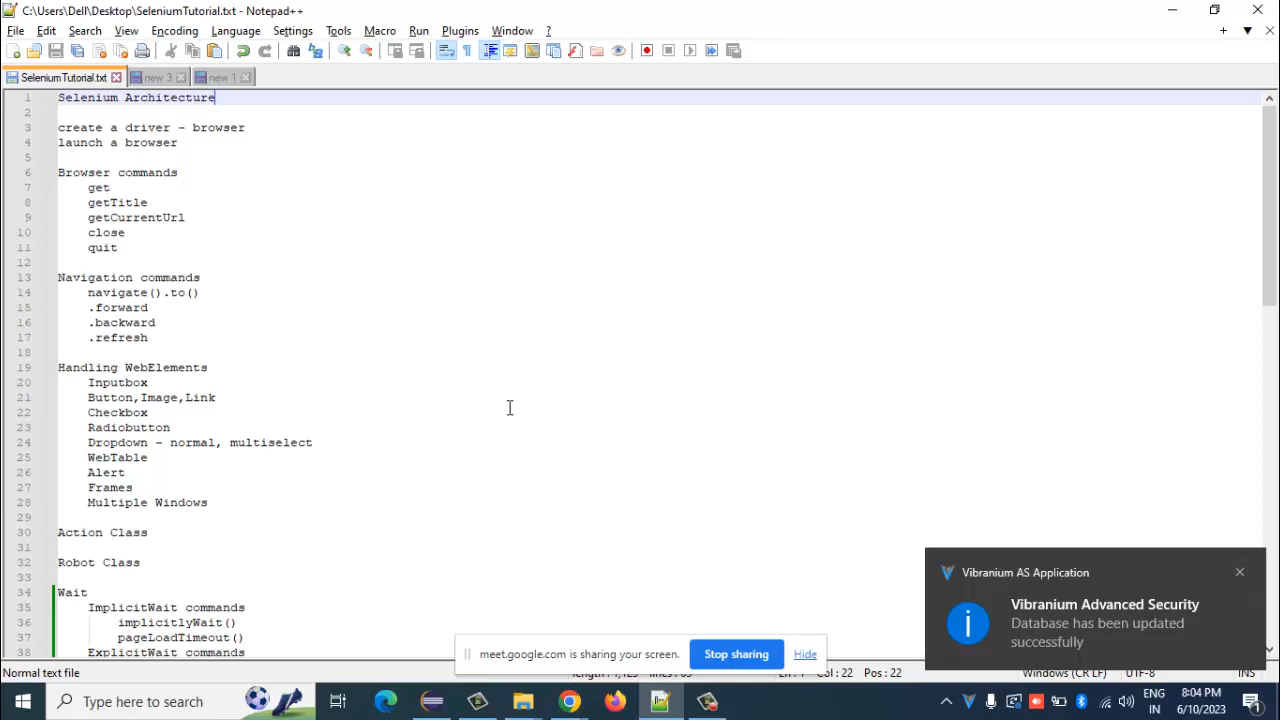 C:\Users\Dell\Desktop\SeleniumTutorial.txt - Notepad++
File Edit Search View Encoding Language Settings Tools Macro Run Plugins Window ?
SeleniumTutorial.txt new 3 new 1
1 Selenium Architecture
2
3 create a driver - browser
4 launch a browser
5
6 Browser commands
7 get
8 getTitle
9 getCurrentUrl
10 close
11 quit
12
13 Navigation commands
14 navigate().to()
15 .forward
16 .backward
17 .refresh
18
19 Handling WebElements
20 Inputbox
21 Button,Image,Link
22 Checkbox
23 Radiobutton
24 Dropdown - normal, multiselect
25 WebTable
26 Alert
27 Frames
28 Multiple Windows
29
30 Action Class
31
32 Robot Class
33
34 Wait
35 ImplicitWait commands
36 implicitlyWait()
37 pageLoadTimeout()
38 ExplicitWait commands
Vibranium AS Application
Vibranium Advanced Security
Database has been updated
successfully
meet.google.com is sharing your screen. Stop sharing Hide
Normal text file Ln : 1 Col : 22 Pos : 22 Windows (CR LF) UTF-8 INS
Type here to search
ENG
IN
8:04 PM
6/10/2023
1